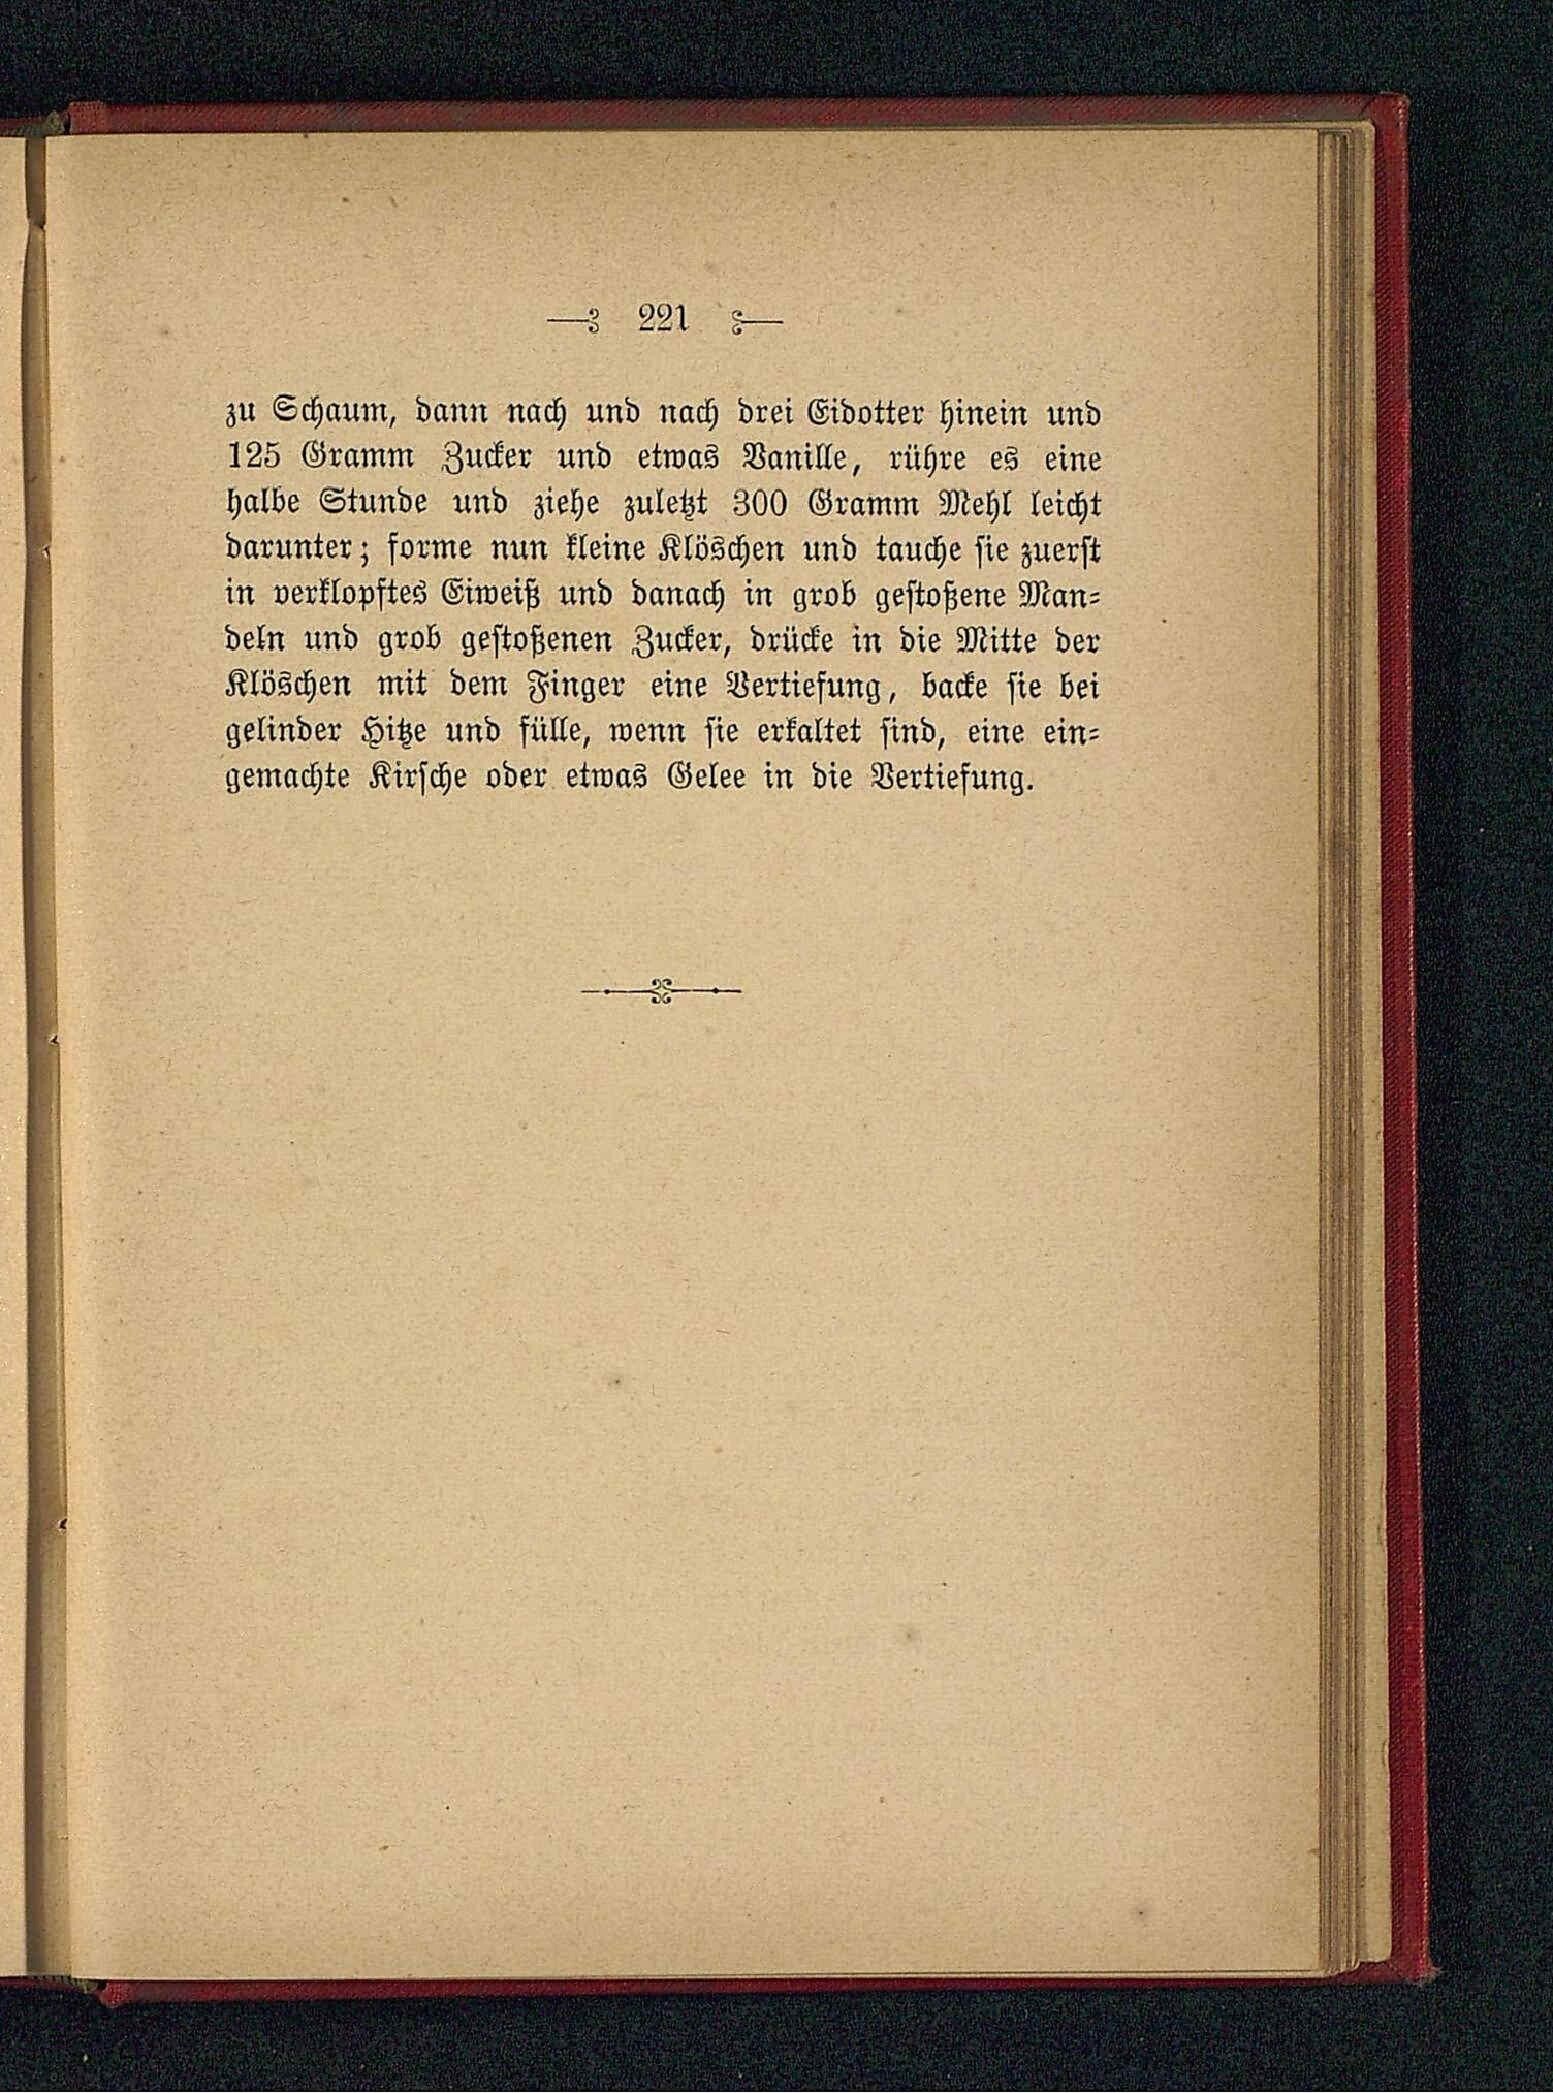 221
zu Schaum, dann nach und nach drei Eidotter hinein und
125 Gramm Zucker und etwas Vanille, rühre es eine
halbe Stunde und ziehe zuletzt 300 Gramm Mehl leicht
darunter; forme nun kleine Klöschen und tauche sie zuerst
in verklopftes Eiweiß und danach in grob gestoßene Man-
deln und grob gestoßenen Zucker, drücke in die Mitte der
Klöschen mit dem Finger eine Vertiefung, backe sie bei
gelinder Hitze und fülle, wenn sie erkaltet sind, eine ein-
gemachte Kirsche oder etwas Gelee in die Vertiefung.